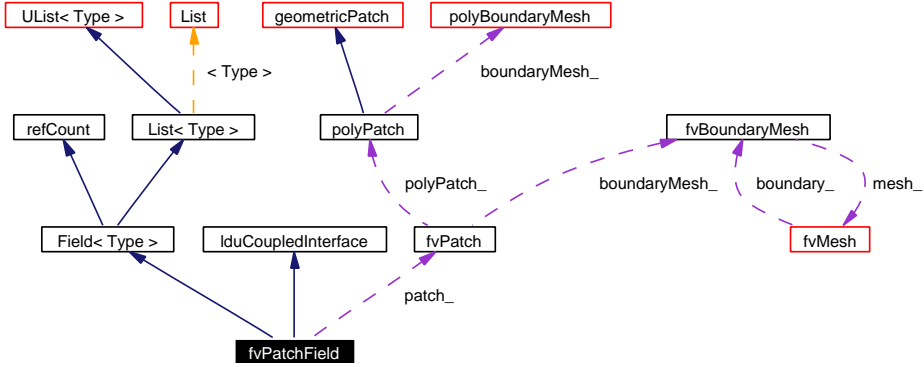 UList< Type >
List
geometricPatch
polyBoundaryMesh
< Type >
boundaryMesh_
refCount
List< Type >
polyPatch
fvBoundaryMesh
polyPatch_
boundaryMesh_
boundary_
mesh_
Field< Type >
lduCoupledInterface
fvPatch
fvMesh
patch_
fvPatchField